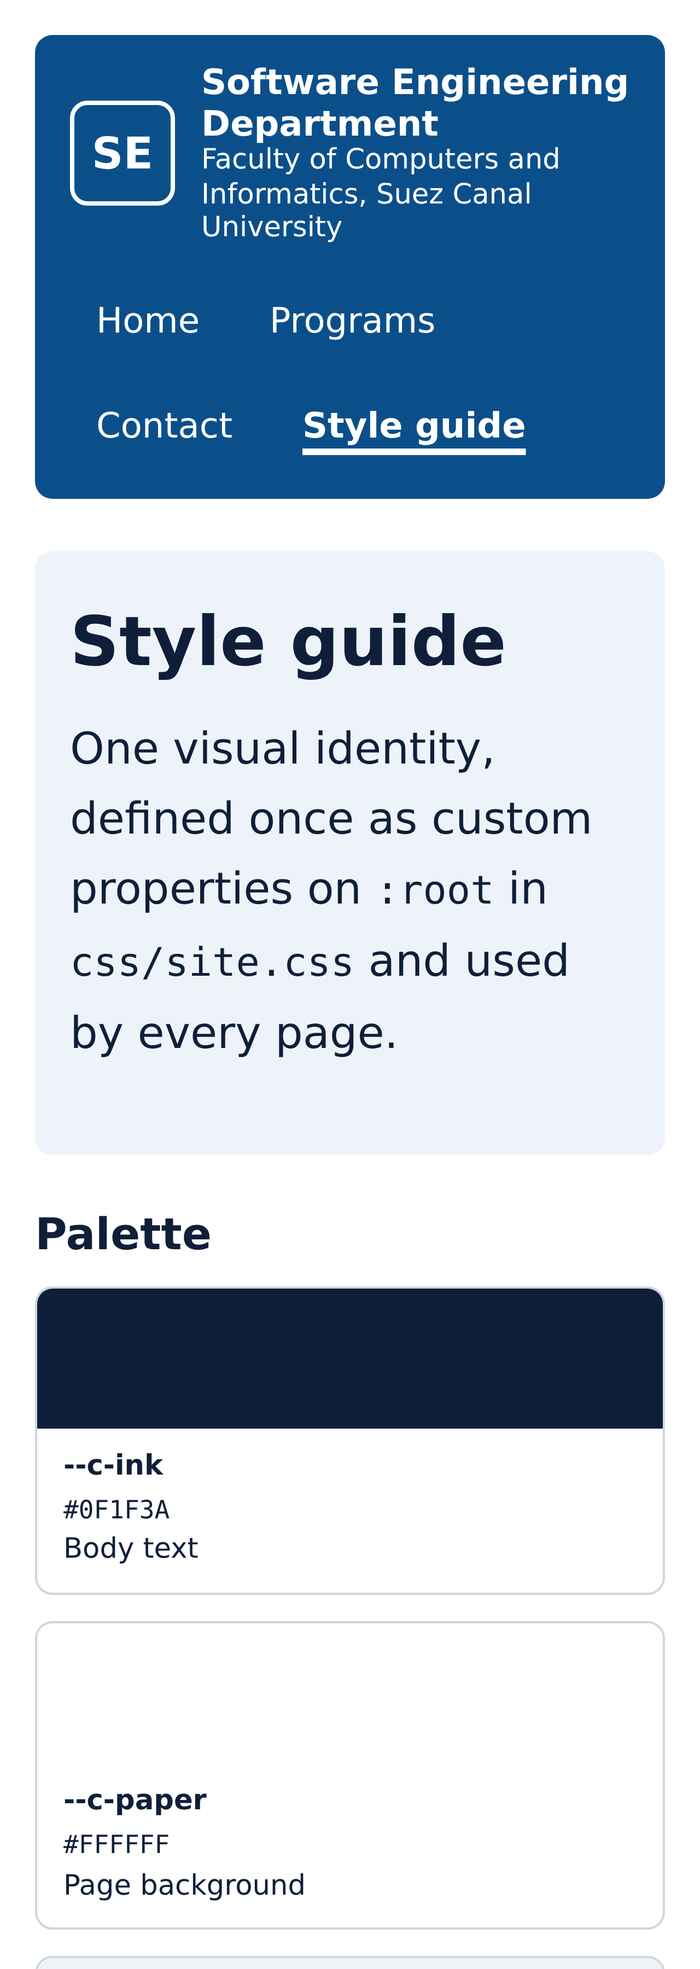 SE
Software Engineering
Department
Faculty of Computers and
Informatics, Suez Canal
University
Home Programs
Contact Style guide
Style guide
One visual identity,
defined once as custom
properties on :root in
css/site.css and used
by every page.
Palette
--c-ink
#0F1F3A
Body text
--c-paper
#FFFFFF
Page background